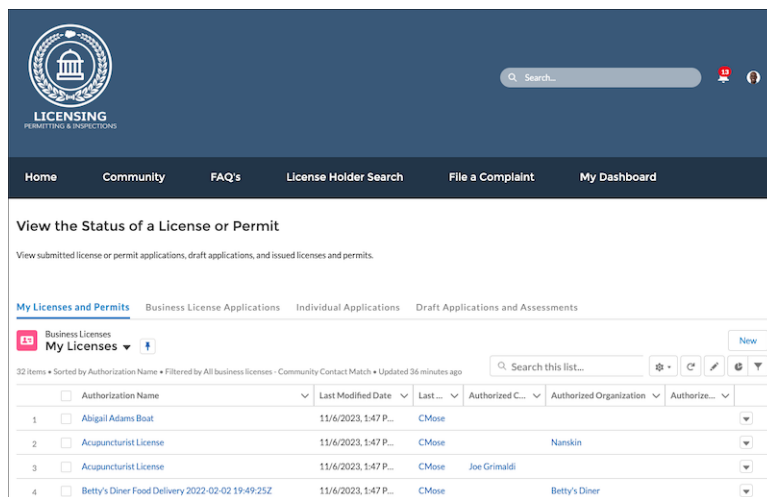 LICENSING
PERMITTING & INSPECTIONS
Search...
13
Home Community FAQ's License Holder Search File a Complaint My Dashboard
View the Status of a License or Permit
View submitted license or permit applications, draft applications, and issued licenses and permits.
My Licenses and Permits Business License Applications Individual Applications Draft Applications and Assessments
Business Licenses
My Licenses
New
32 items • Sorted by Authorization Name • Filtered by All business licenses - Community Contact Match • Updated 36 minutes ago
Search this list...
Authorization Name Last Modified Date Last ... Authorized C... Authorized Organization Authorize...
1 Abigail Adams Boat 11/6/2023, 1:47 P... CMose
2 Acupuncturist License 11/6/2023, 1:47 P... CMose Nanskin
3 Acupuncturist License 11/6/2023, 1:47 P... CMose Joe Grimaldi
4 Betty's Diner Food Delivery 2022-02-02 19:49:25Z 11/6/2023, 1:47 P... CMose Betty's Diner